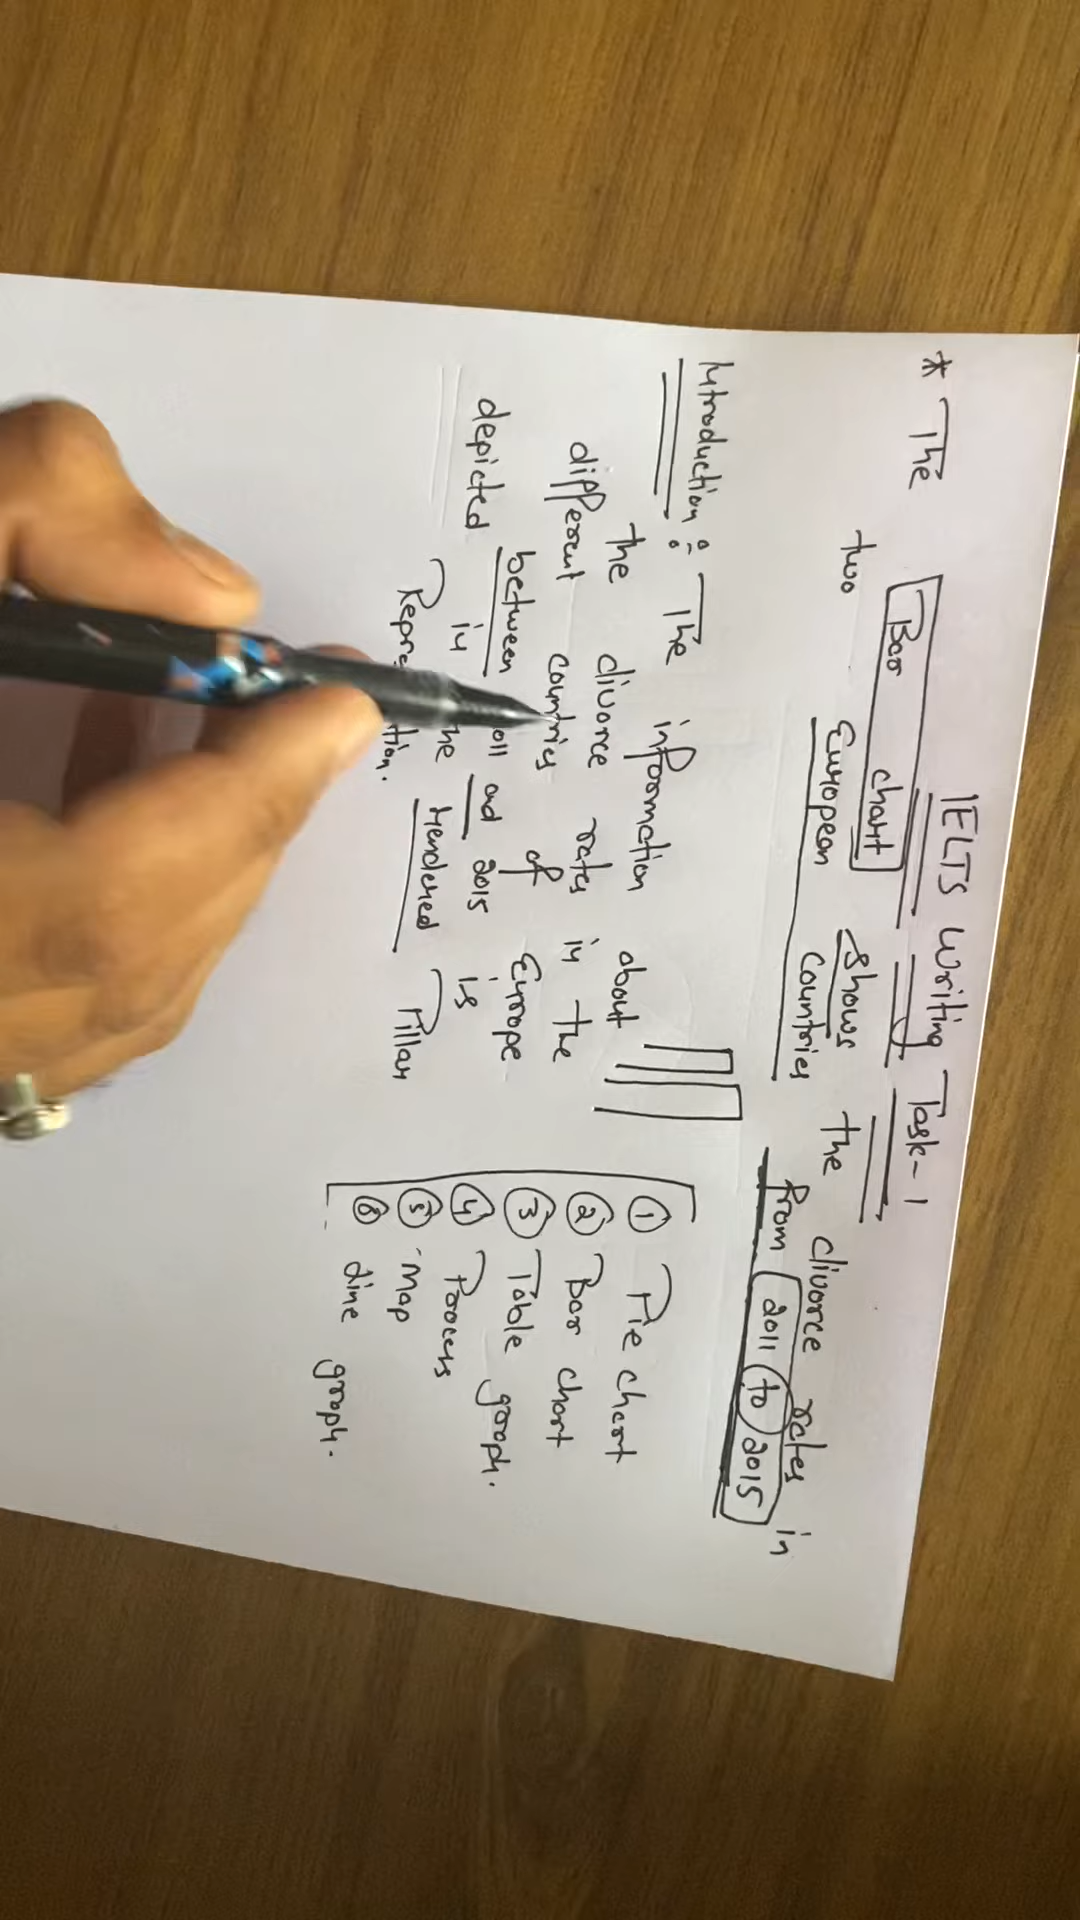 IELTS Writing Task-1
* The Bar chart shows the divorce rates in
two European countries from 2011 to 2015
Introduction : The information about
the divorce rates in the
different countries of Europe
between 2011 and 2015 is
depicted in the rendered Pillar
① Pie chart
② Bar chart
③ Table graph.
④ Process
⑤ Map
⑥ Line graph.